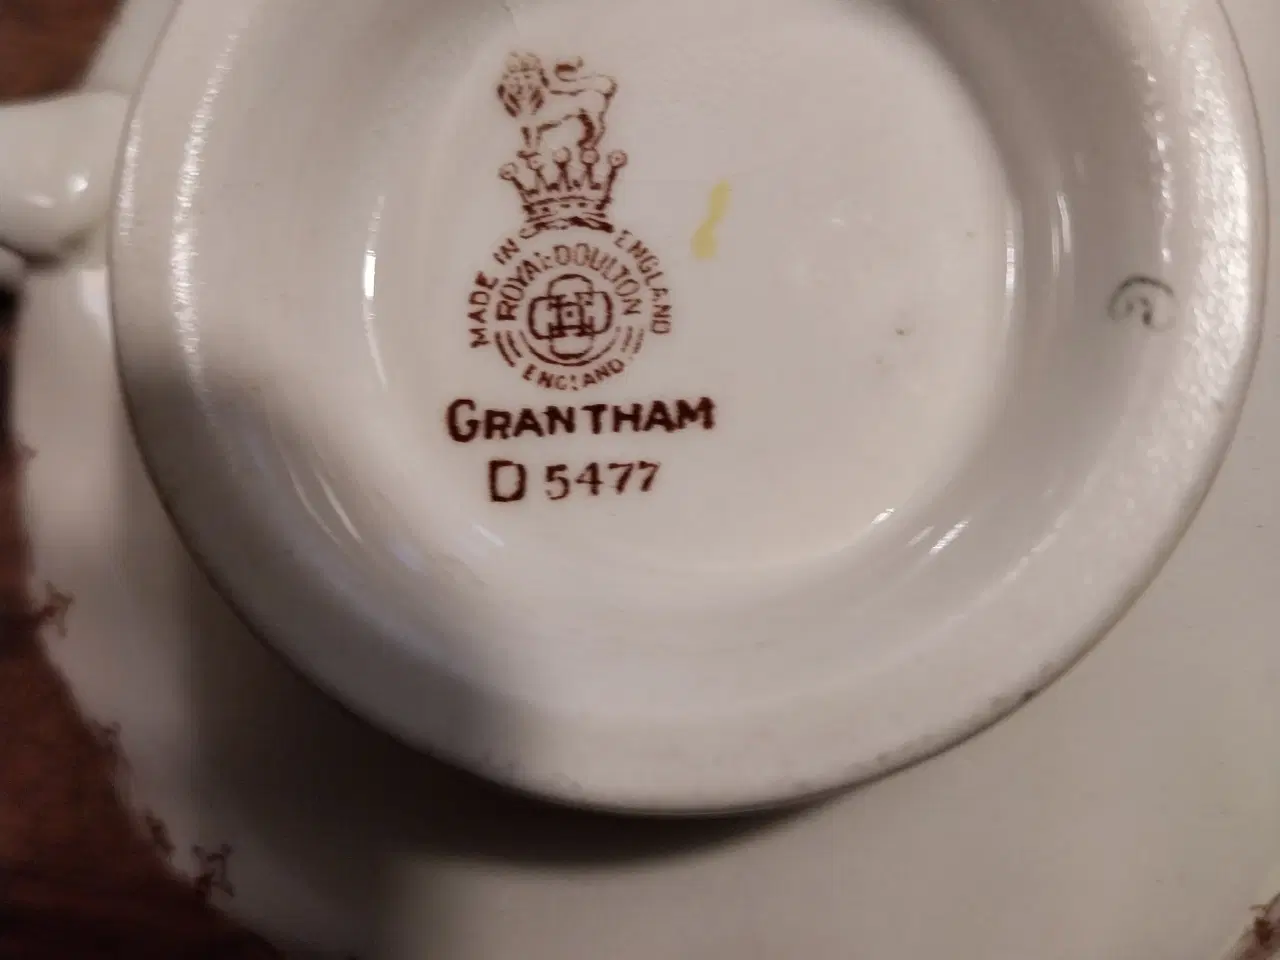 MADE IN ENGLAND
ROYAL DOULTON
ENGLAND
GRANTHAM
D 5477